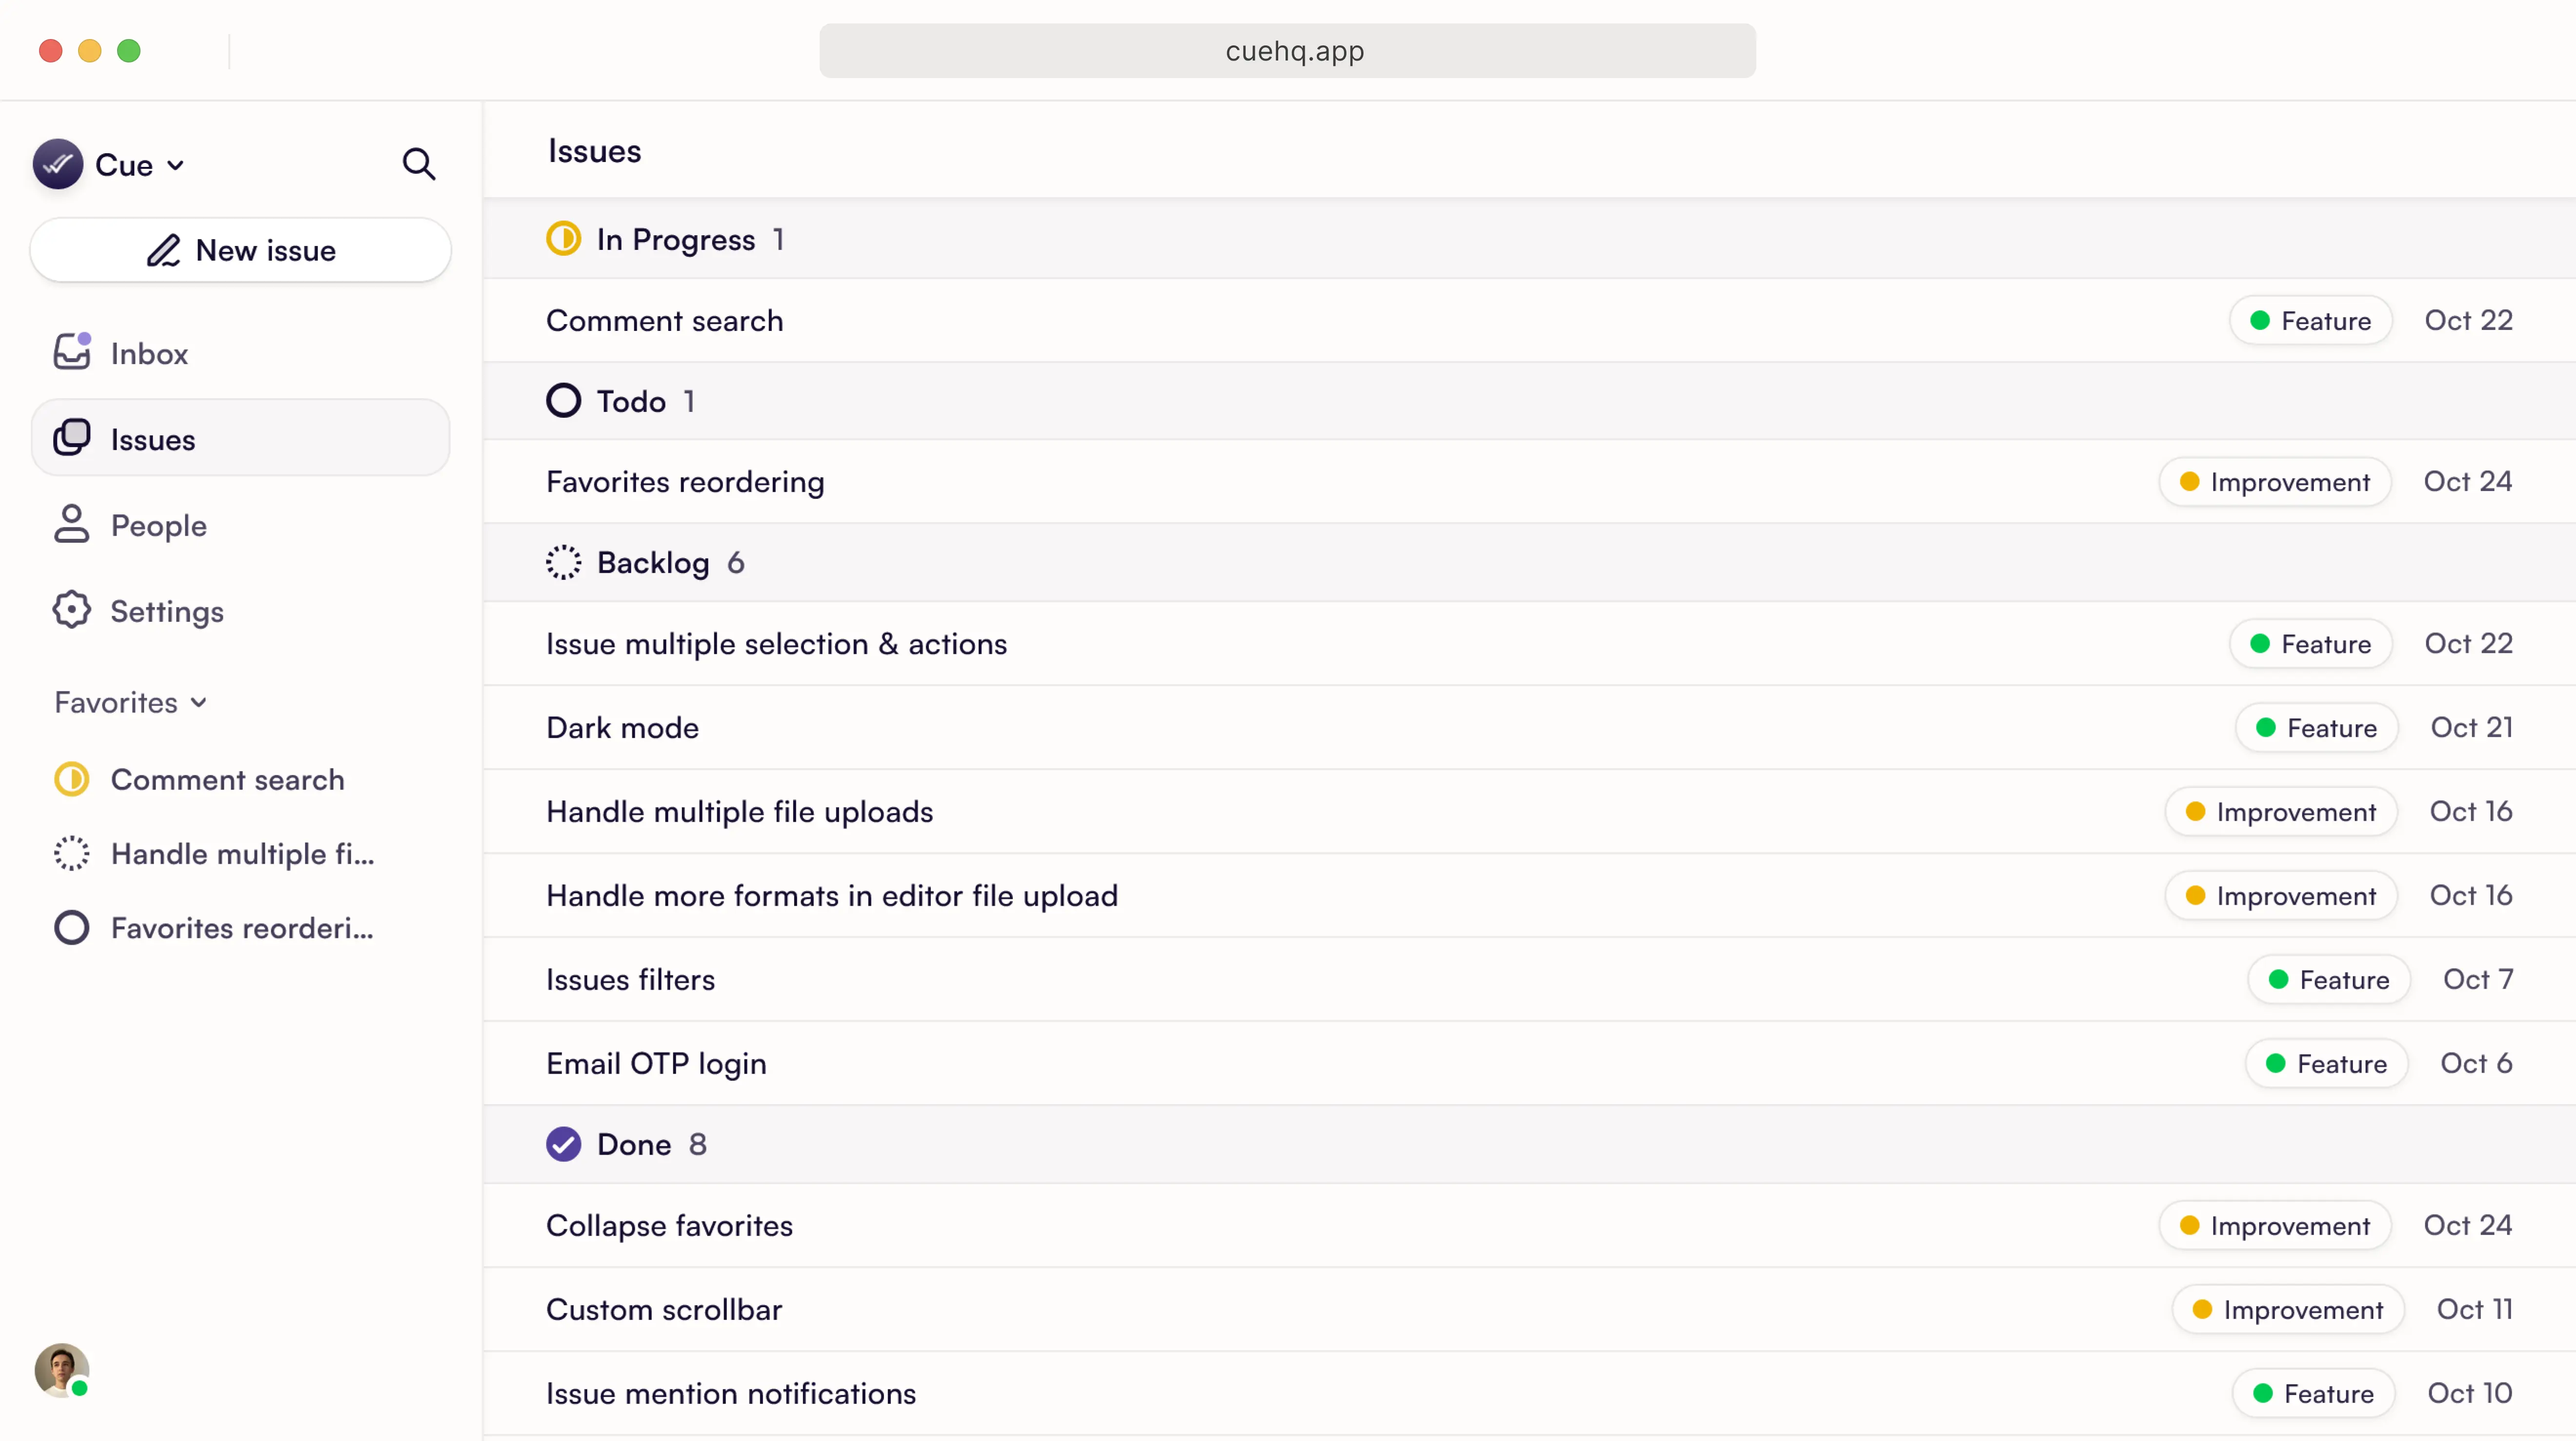 cuehq.app
Cue
New issue
Inbox
Issues
People
Settings
Favorites
Comment search
Handle multiple fi...
Favorites reorderi...
Issues
In Progress 1
Comment search Feature Oct 22
Todo 1
Favorites reordering Improvement Oct 24
Backlog 6
Issue multiple selection & actions Feature Oct 22
Dark mode Feature Oct 21
Handle multiple file uploads Improvement Oct 16
Handle more formats in editor file upload Improvement Oct 16
Issues filters Feature Oct 7
Email OTP login Feature Oct 6
Done 8
Collapse favorites Improvement Oct 24
Custom scrollbar Improvement Oct 11
Issue mention notifications Feature Oct 10